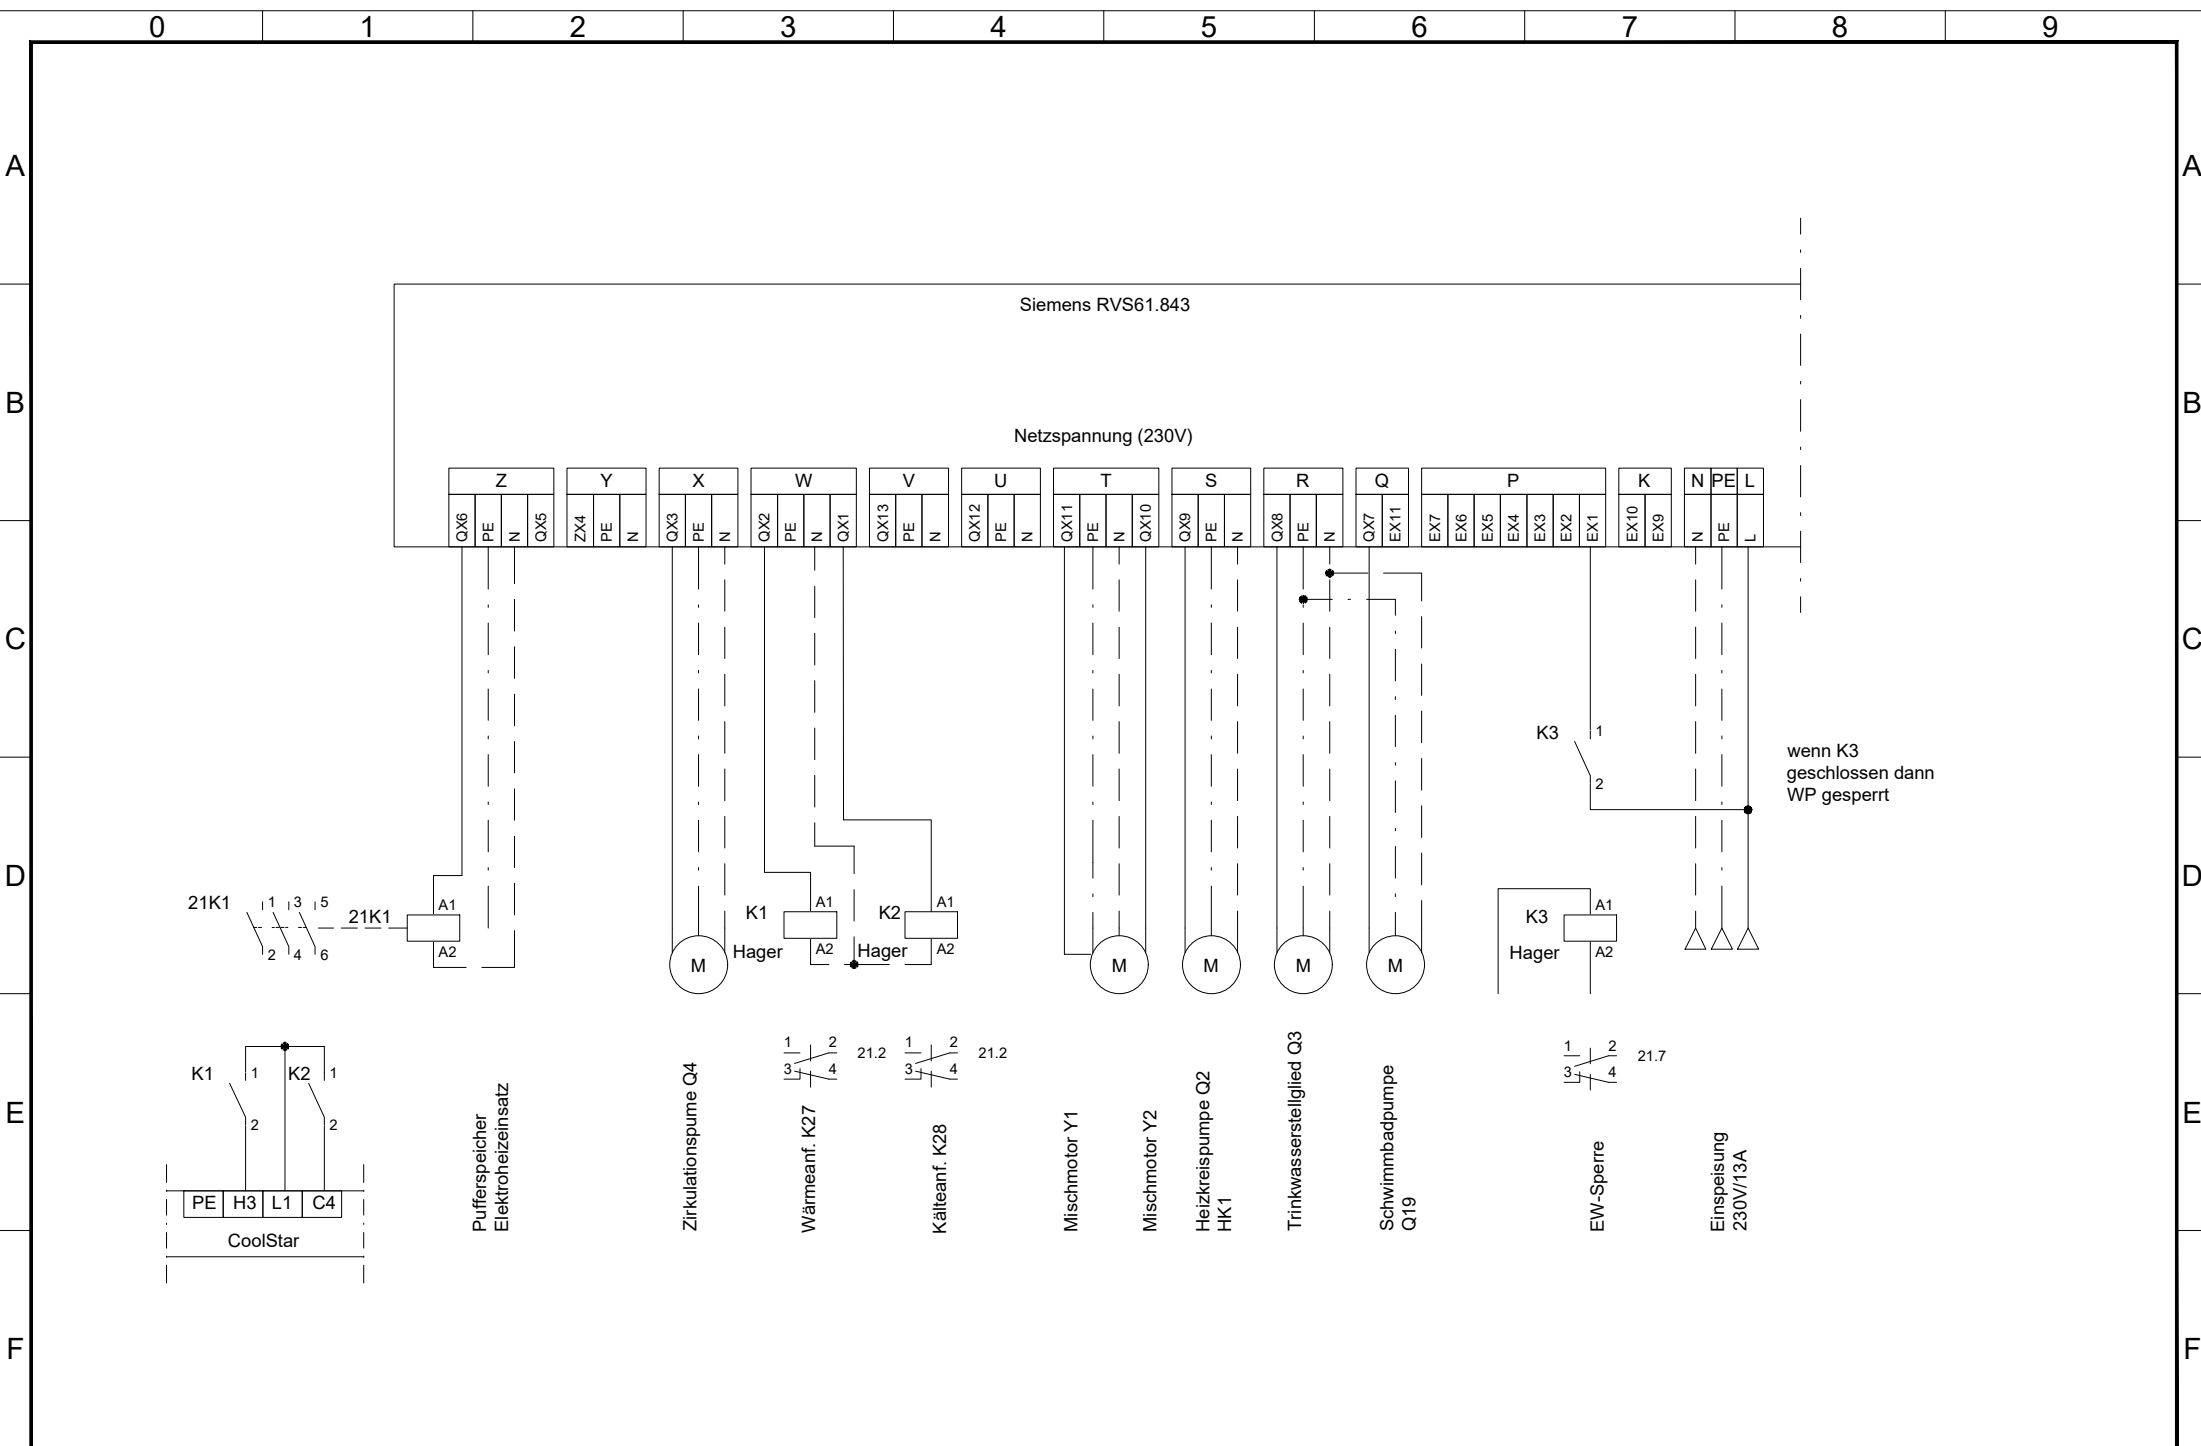 0 1 2 3 4 5 6 7 8 9
A A
Siemens RVS61.843
B B
Netzspannung (230V)
Z Y X W V U T S R Q P K N PE L
QX6 PE N QX5 ZX4 PE N QX3 PE N QX2 PE N QX1 QX13 PE N QX12 PE N QX11 PE N QX10 QX9 PE N QX8 PE N QX7 EX11 EX7 EX6 EX5 EX4 EX3 EX2 EX1 EX10 EX9 N PE L
C C
K3 1
2
wenn K3
geschlossen dann
WP gesperrt
D D
21K1 1 3 5
2 4 6
21K1 A1
A2
M
K1 A1
Hager A2
K2 A1
Hager A2
M
M
M
M
K3 A1
Hager A2
1 2
3 4
21.2
1 2
3 4
21.2
1 2
3 4
21.7
E E
K1 1
2
K2 1
2
PE H3 L1 C4
CoolStar
Pufferspeicher
Elektroheizeinsatz
Zirkulationspume Q4
Wärmeanf. K27
Kälteanf. K28
Mischmotor Y1
Mischmotor Y2
Heizkreispumpe Q2
HK1
Trinkwasserstellglied Q3
Schwimmbadpumpe
Q19
EW-Sperre
Einspeisung
230V/13A
F F